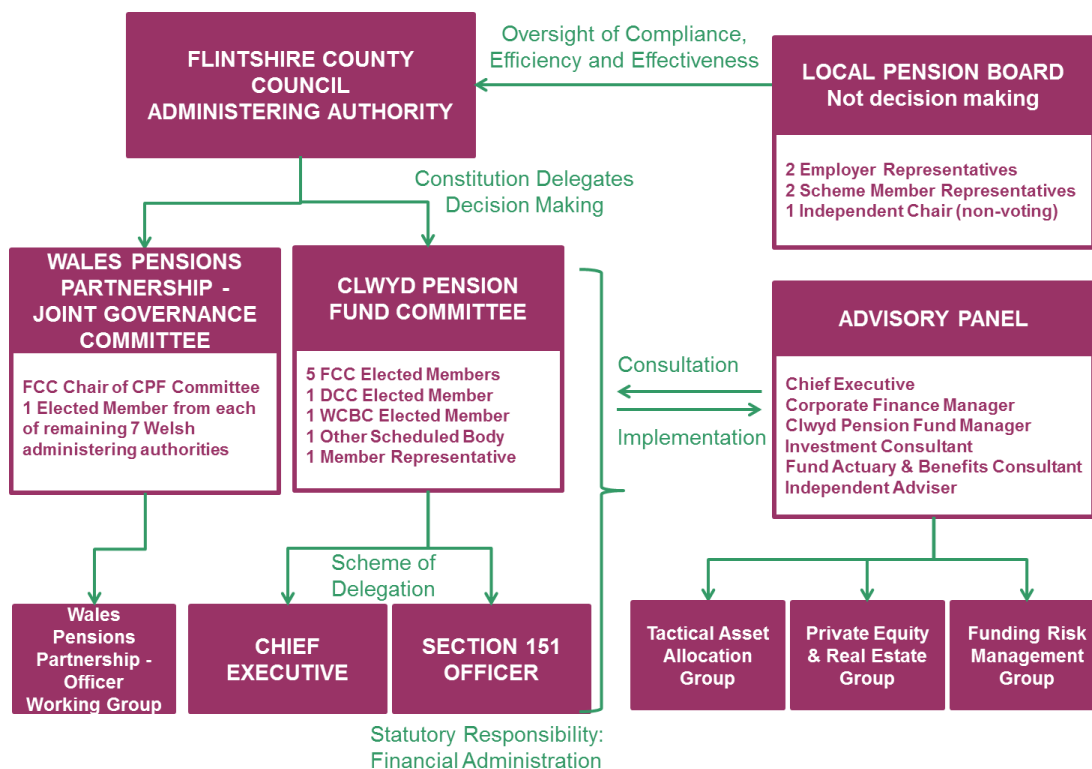 FLINTSHIRE COUNTY
COUNCIL
ADMINISTERING AUTHORITY
Oversight of Compliance,
Efficiency and Effectiveness
LOCAL PENSION BOARD
Not decision making
2 Employer Representatives
2 Scheme Member Representatives
1 Independent Chair (non-voting)
Constitution Delegates
Decision Making
WALES PENSIONS
PARTNERSHIP -
JOINT GOVERNANCE
COMMITTEE
FCC Chair of CPF Committee
1 Elected Member from each
of remaining 7 Welsh
administering authorities
CLWYD PENSION
FUND COMMITTEE
5 FCC Elected Members
1 DCC Elected Member
1 WCBC Elected Member
1 Other Scheduled Body
1 Member Representative
Consultation
Implementation
ADVISORY PANEL
Chief Executive
Corporate Finance Manager
Clwyd Pension Fund Manager
Investment Consultant
Fund Actuary & Benefits Consultant
Independent Adviser
Scheme of
Delegation
Wales
Pensions
Partnership -
Officer
Working Group
CHIEF
EXECUTIVE
SECTION 151
OFFICER
Tactical Asset
Allocation
Group
Private Equity
& Real Estate
Group
Funding Risk
Management
Group
Statutory Responsibility:
Financial Administration